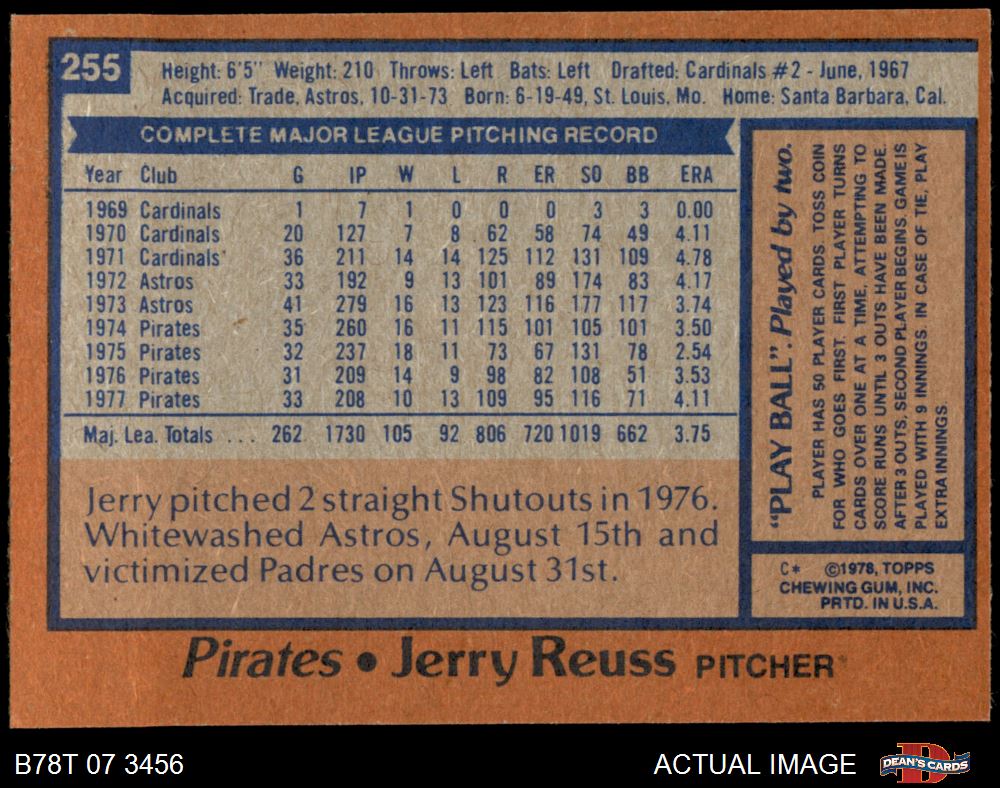 255
Height: 6'5" Weight: 210 Throws: Left Bats: Left Drafted: Cardinals #2 - June, 1967
Acquired: Trade, Astros, 10-31-73 Born: 6-19-49, St. Louis, Mo. Home: Santa Barbara, Cal.
COMPLETE MAJOR LEAGUE PITCHING RECORD
Year Club G IP W L R ER SO BB ERA
1969 Cardinals 1 7 1 0 0 0 3 3 0.00
1970 Cardinals 20 127 7 8 62 58 74 49 4.11
1971 Cardinals 36 211 14 14 125 112 131 109 4.78
1972 Astros 33 192 9 13 101 89 174 83 4.17
1973 Astros 41 279 16 13 123 116 177 117 3.74
1974 Pirates 35 260 16 11 115 101 105 101 3.50
1975 Pirates 32 237 18 11 73 67 131 78 2.54
1976 Pirates 31 209 14 9 98 82 108 51 3.53
1977 Pirates 33 208 10 13 109 95 116 71 4.11
Maj. Lea. Totals ... 262 1730 105 92 806 720 1019 662 3.75
Jerry pitched 2 straight Shutouts in 1976.
Whitewashed Astros, August 15th and
victimized Padres on August 31st.
"PLAY BALL". Played by two.
PLAYER HAS 50 PLAYER CARDS. TOSS COIN
FOR WHO GOES FIRST. FIRST PLAYER TURNS
CARDS OVER ONE AT A TIME, ATTEMPTING TO
SCORE RUNS UNTIL 3 OUTS HAVE BEEN MADE.
AFTER 3 OUTS, SECOND PLAYER BEGINS. GAME IS
PLAYED WITH 9 INNINGS. IN CASE OF TIE, PLAY
EXTRA INNINGS.
C* ©1978, TOPPS
CHEWING GUM, INC.
PRTD. IN U.S.A.
Pirates • Jerry Reuss PITCHER
B78T 07 3456
ACTUAL IMAGE
D
DEAN'S CARDS